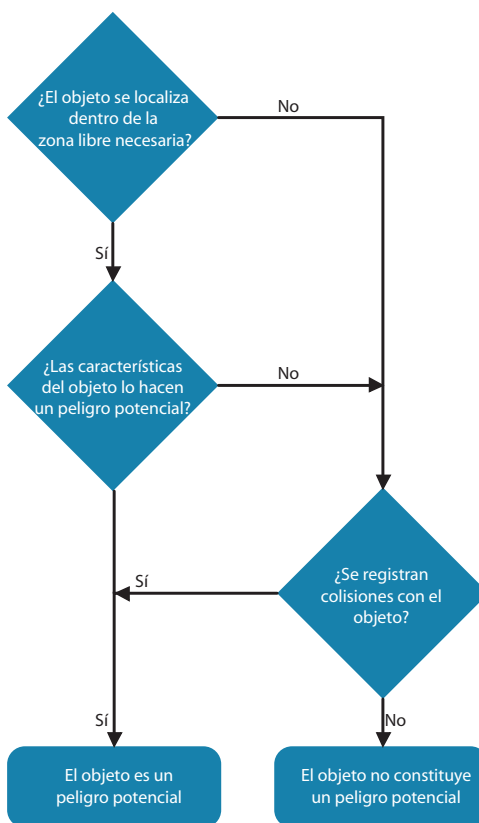 ¿El objeto se localiza
dentro de la
zona libre necesaria?
No
Sí
¿Las características
del objeto lo hacen
un peligro potencial?
No
¿Se registran
colisiones con el
objeto?
Sí
Sí
No
El objeto es un
peligro potencial
El objeto no constituye
un peligro potencial